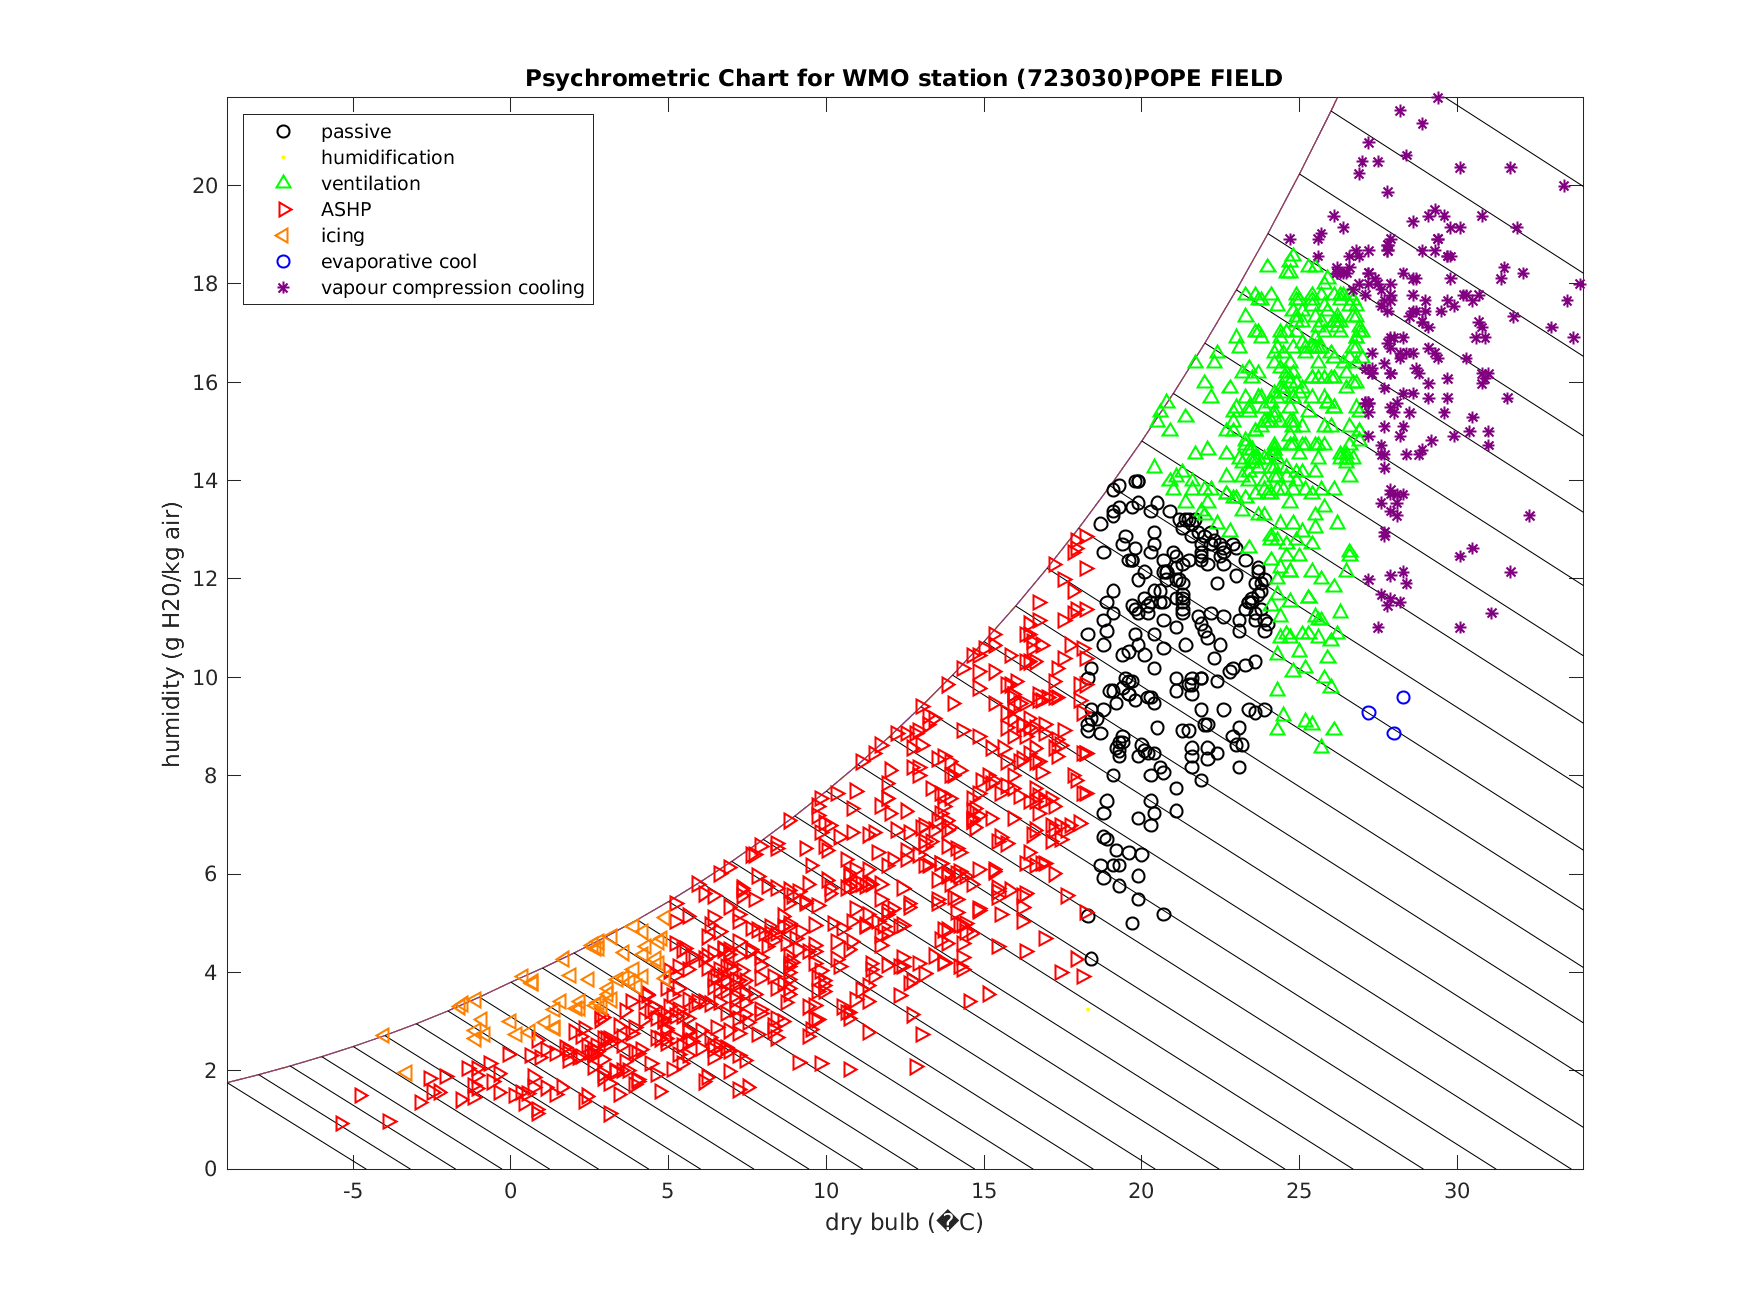 Psychrometric Chart for WMO station (723030)POPE FIELD
passive
humidification
ventilation
ASHP
icing
evaporative cool
vapour compression cooling
humidity (g H20/kg air)
20
18
16
14
12
10
8
6
4
2
0
-5 0 5 10 15 20 25 30
dry bulb (�C)